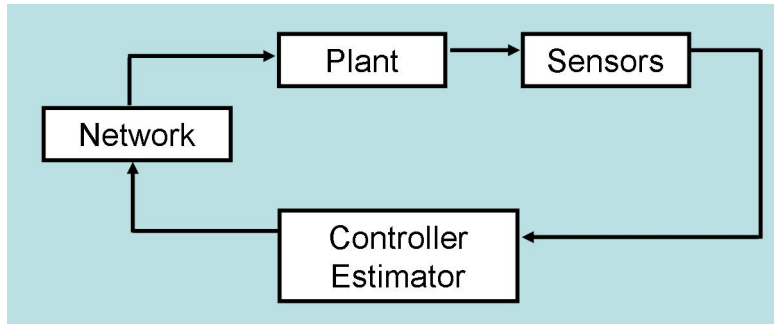 Plant
Sensors
Network
Controller
Estimator